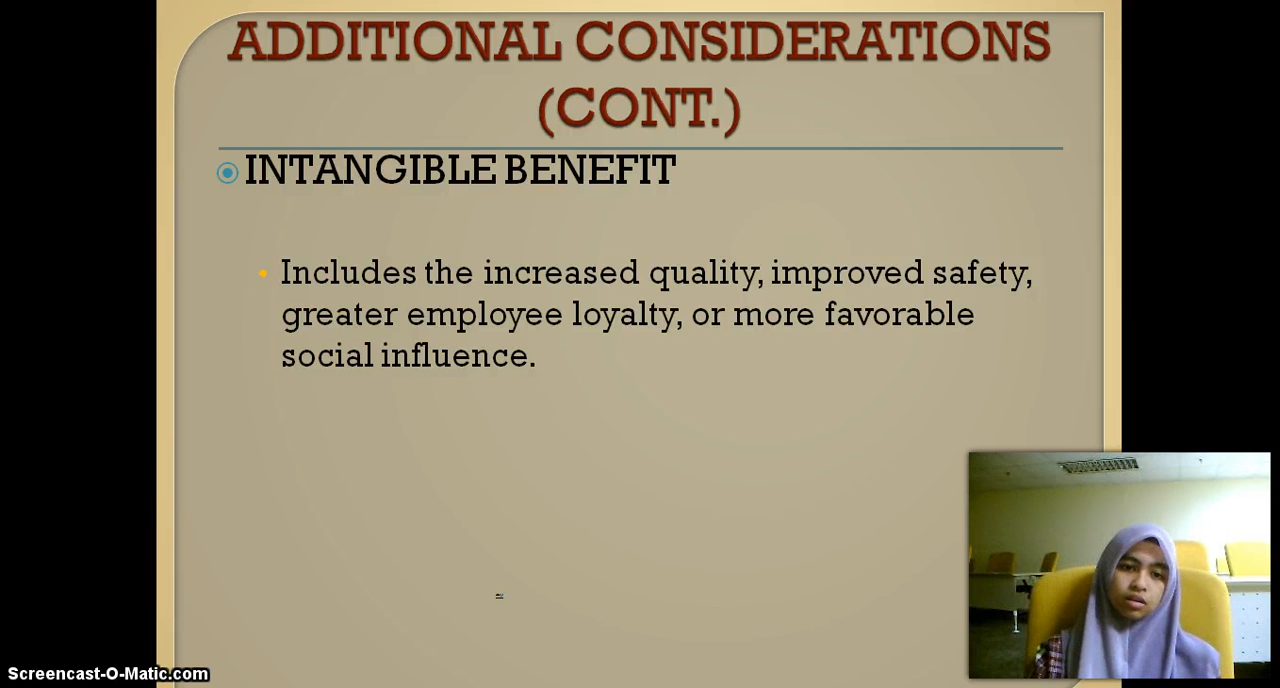 ADDITIONAL CONSIDERATIONS
(CONT.)
INTANGIBLE BENEFIT
Includes the increased quality, improved safety,
greater employee loyalty, or more favorable
social influence.
Screencast-O-Matic.com